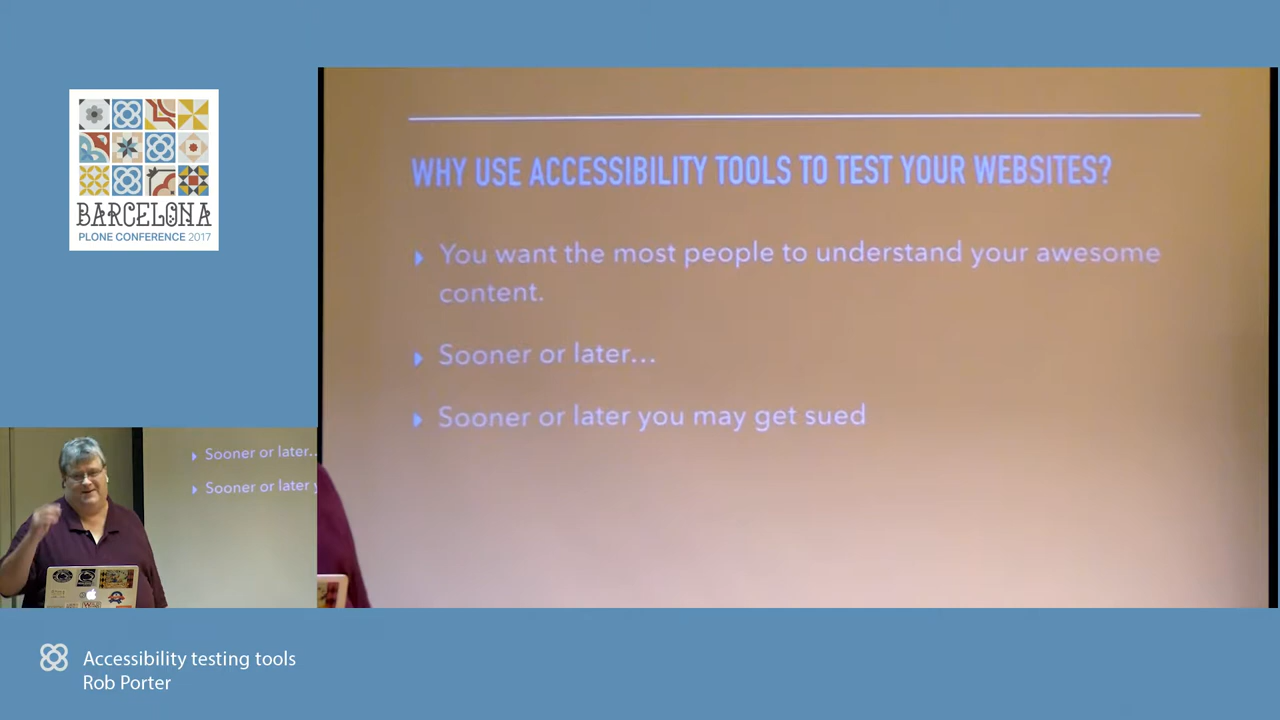 BARCELONA
PLONE CONFERENCE 2017
WHY USE ACCESSIBILITY TOOLS TO TEST YOUR WEBSITES?
You want the most people to understand your awesome
content.
Sooner or later...
Sooner or later you may get sued
Sooner or later..
Sooner or later y
Accessibility testing tools
Rob Porter